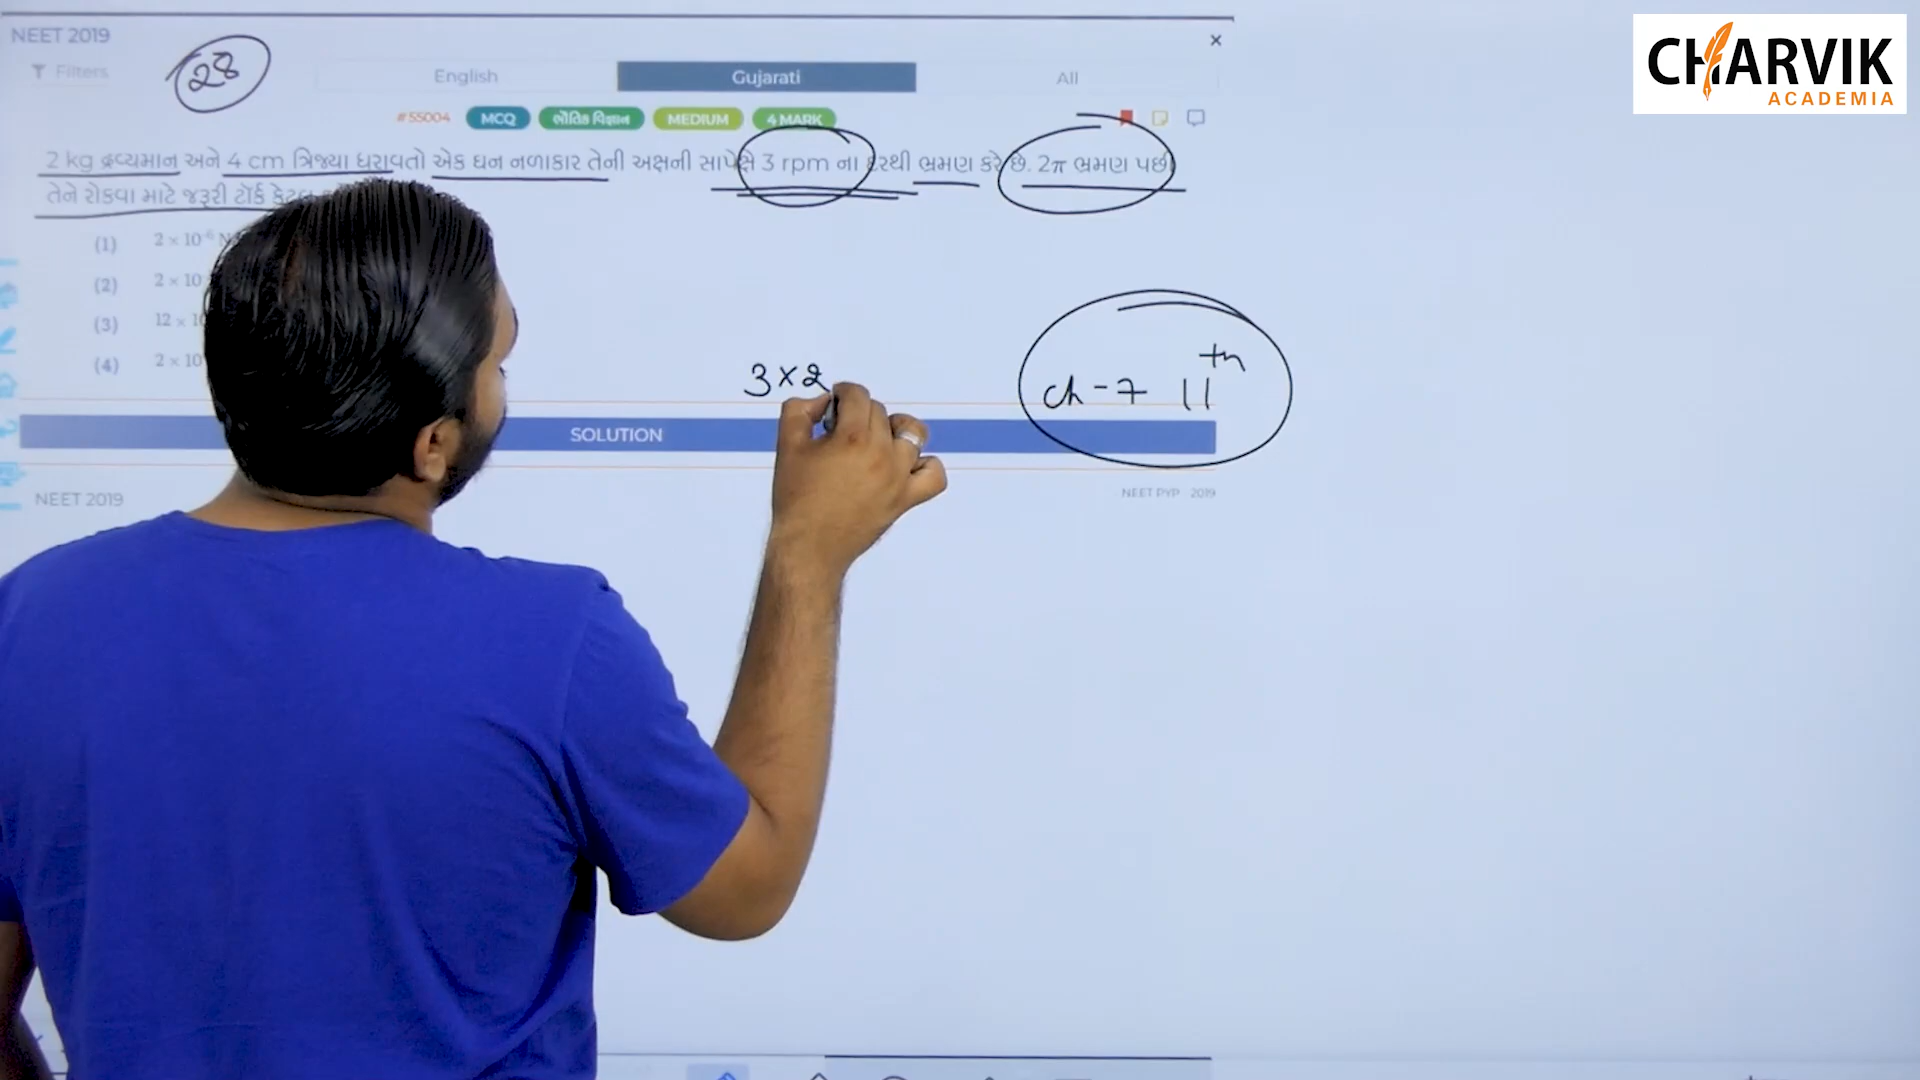 NEET 2019
28
×
Filters
English Gujarati All
#55004 MCQ ભૌતિક વિજ્ઞાન MEDIUM 4 MARK
2 kg દ્રવ્યમાન અને 4 cm ત્રિજ્યા ધરાવતો એક ઘન નળાકાર તેની અક્ષની સાપેક્ષે 3 rpm ના દરથી ભ્રમણ કરે છે. 2π ભ્રમણ પછી
તેને રોકવા માટે જરૂરી ટૉર્ક
(1) 2 × 10⁻⁶ N
(2) 2 × 10
(3) 12 × 10
(4) 2 × 10
3×2
ch-7 11th
SOLUTION
NEET 2019
NEET PYP 2019
CHARVIK
ACADEMIA